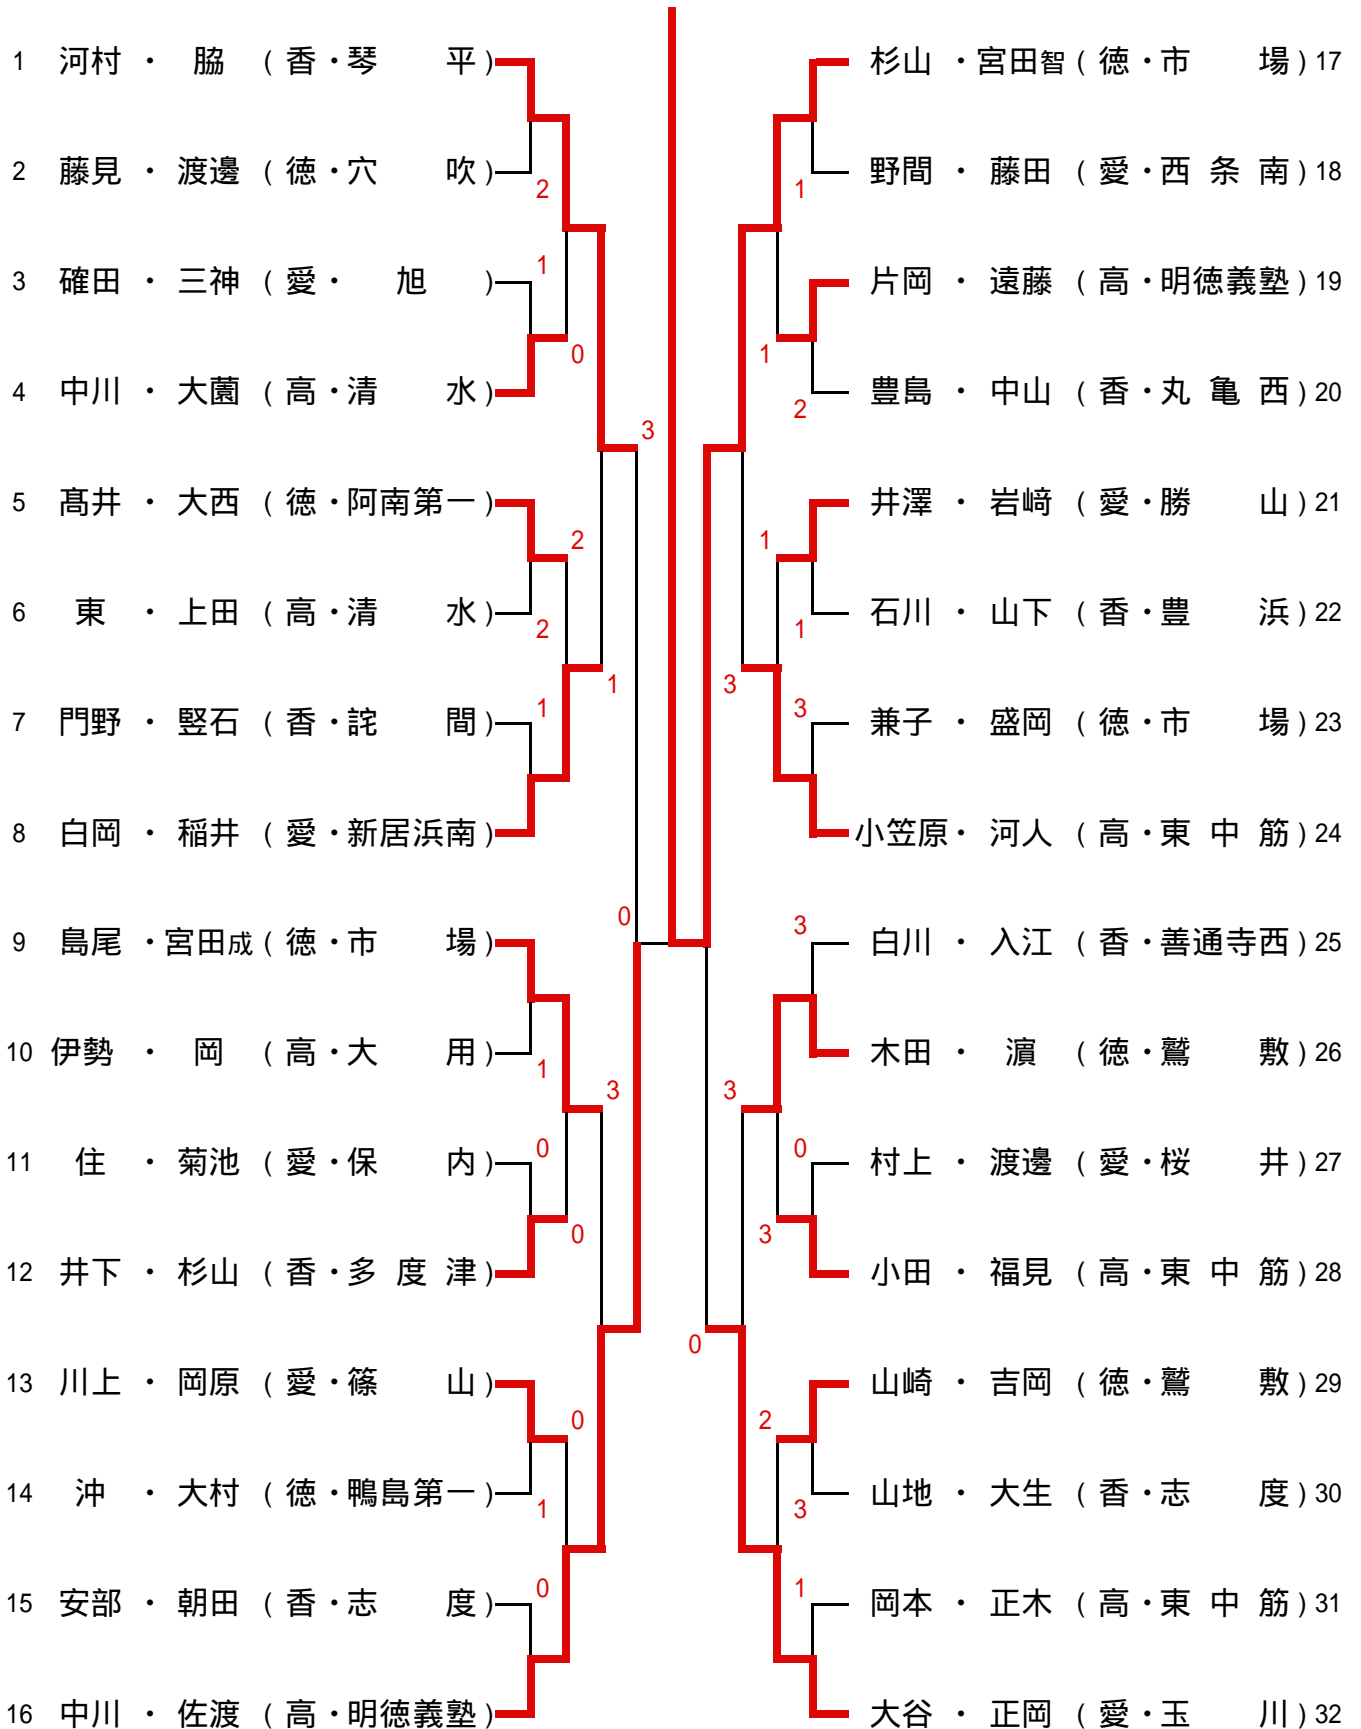 1 河村 ・ 脇 ( 香・琴 平 )
2 藤見 ・ 渡邊 ( 徳・穴 吹 )
2
1
3 確田 ・ 三神 ( 愛・ 旭 )
0
4 中川 ・ 大薗 ( 高・清 水 )
3
5 髙井 ・ 大西 ( 徳・阿南第一 )
2
6 東 ・ 上田 ( 高・清 水 )
2
1
7 門野 ・ 竪石 ( 香・詫 間 )
1
8 白岡 ・ 稲井 ( 愛・新居浜南 )
0
9 島尾 ・宮田成 ( 徳・市 場 )
10 伊勢 ・ 岡 ( 高・大 用 )
1
3
11 住 ・ 菊池 ( 愛・保 内 )
0
0
12 井下 ・ 杉山 ( 香・多 度 津 )
13 川上 ・ 岡原 ( 愛・篠 山 )
0
14 沖 ・ 大村 ( 徳・鴨島第一 )
1
15 安部 ・ 朝田 ( 香・志 度 )
0
16 中川 ・ 佐渡 ( 高・明徳義塾 )
杉山 ・宮田智 ( 徳・市 場 ) 17
野間 ・ 藤田 ( 愛・西 条 南 ) 18
1
片岡 ・ 遠藤 ( 高・明徳義塾 ) 19
1
豊島 ・ 中山 ( 香・丸 亀 西 ) 20
2
井澤 ・ 岩﨑 ( 愛・勝 山 ) 21
1
石川 ・ 山下 ( 香・豊 浜 ) 22
1
3
兼子 ・ 盛岡 ( 徳・市 場 ) 23
3
小笠原・ 河人 ( 高・東 中 筋 ) 24
3
白川 ・ 入江 ( 香・善通寺西 ) 25
木田 ・ 濵 ( 徳・鷲 敷 ) 26
3
村上 ・ 渡邊 ( 愛・桜 井 ) 27
0
3
小田 ・ 福見 ( 高・東 中 筋 ) 28
0
山崎 ・ 吉岡 ( 徳・鷲 敷 ) 29
2
山地 ・ 大生 ( 香・志 度 ) 30
3
岡本 ・ 正木 ( 高・東 中 筋 ) 31
1
大谷 ・ 正岡 ( 愛・玉 川 ) 32